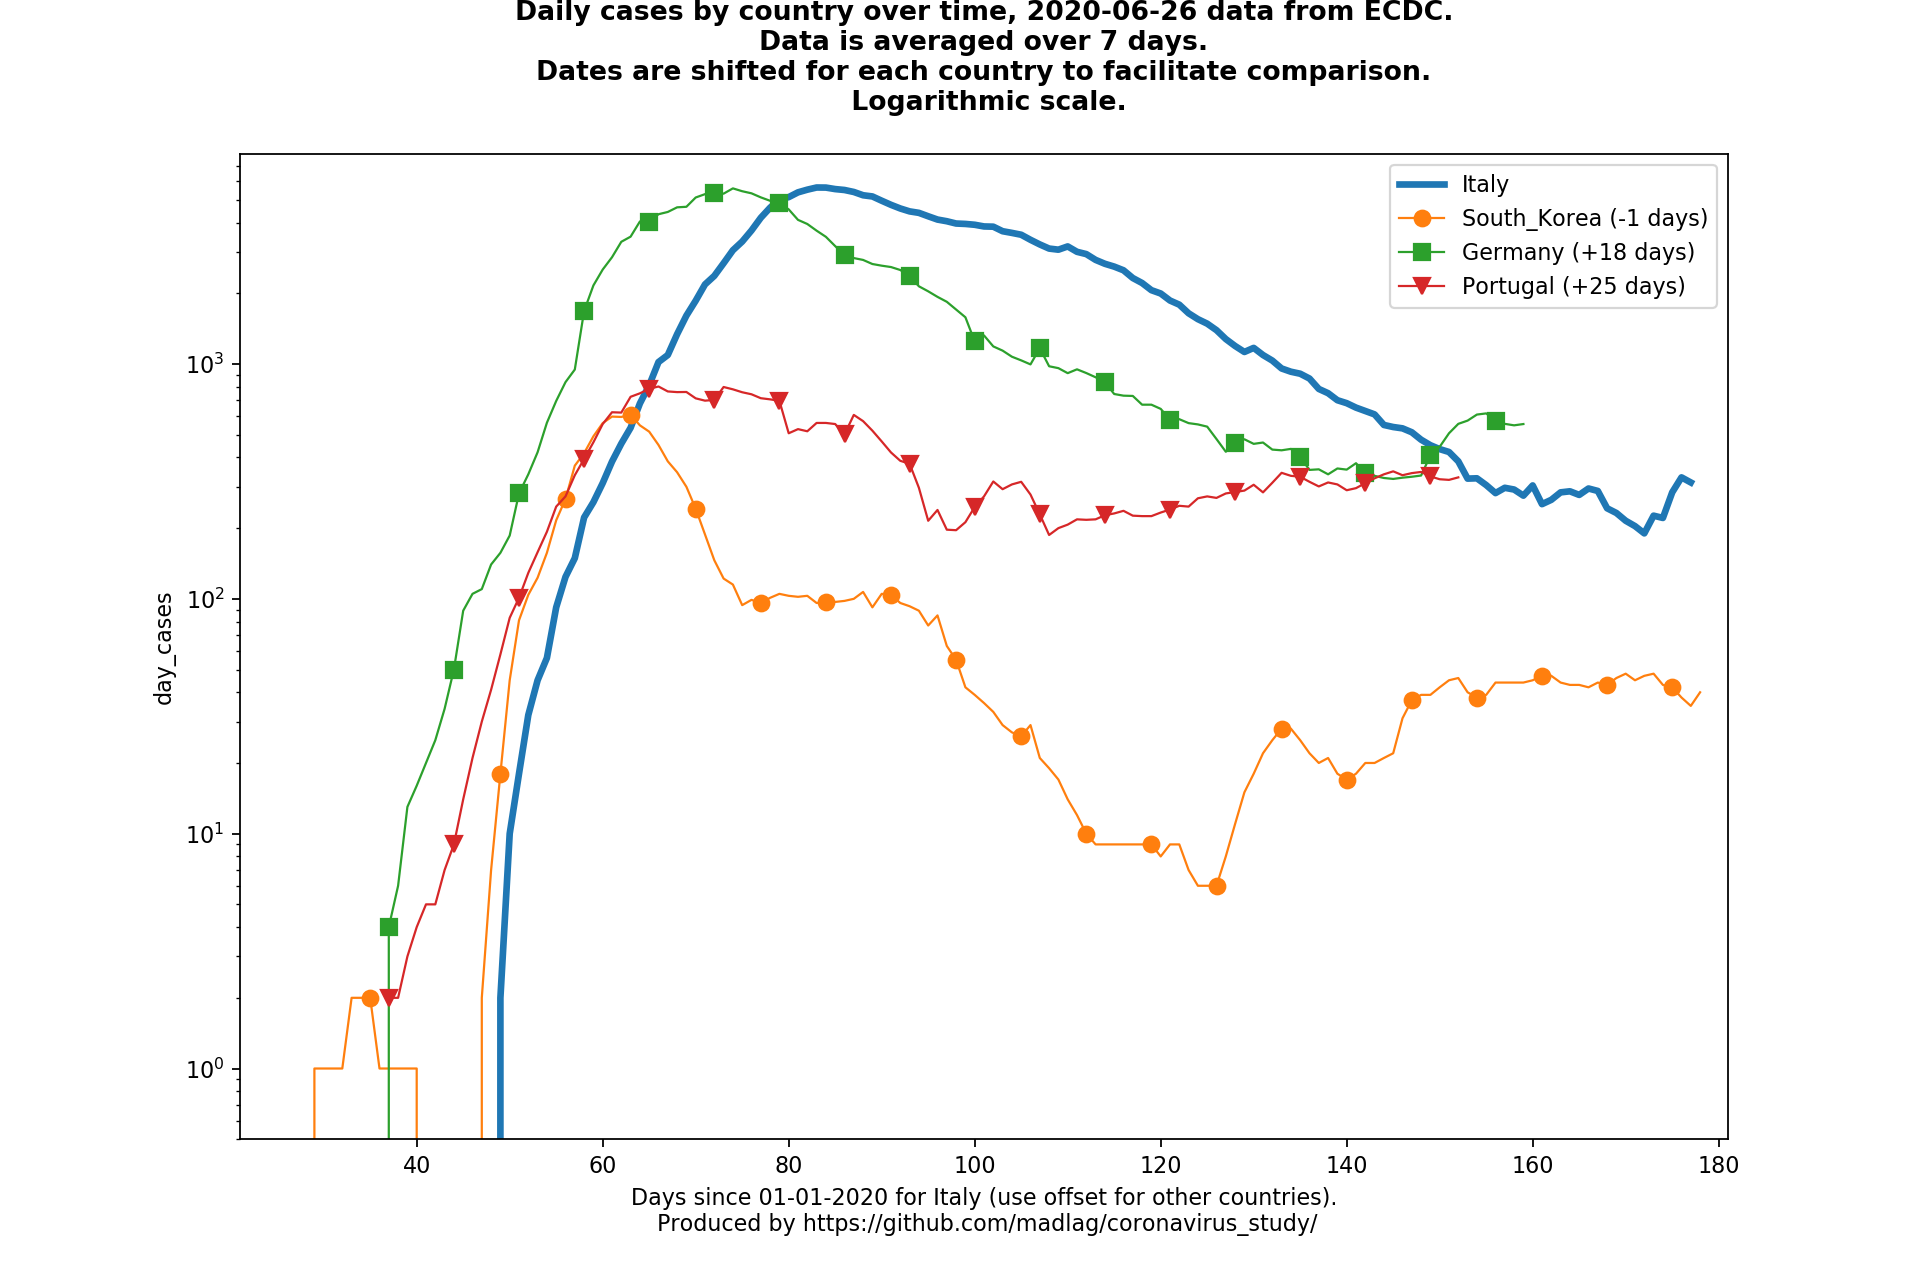 Daily cases by country over time, 2020-06-26 data from ECDC.
Data is averaged over 7 days.
Dates are shifted for each country to facilitate comparison.
Logarithmic scale.
Italy
South_Korea (-1 days)
Germany (+18 days)
Portugal (+25 days)
day_cases
10³
10²
10¹
10⁰
40 60 80 100 120 140 160 180
Days since 01-01-2020 for Italy (use offset for other countries).
Produced by https://github.com/madlag/coronavirus_study/